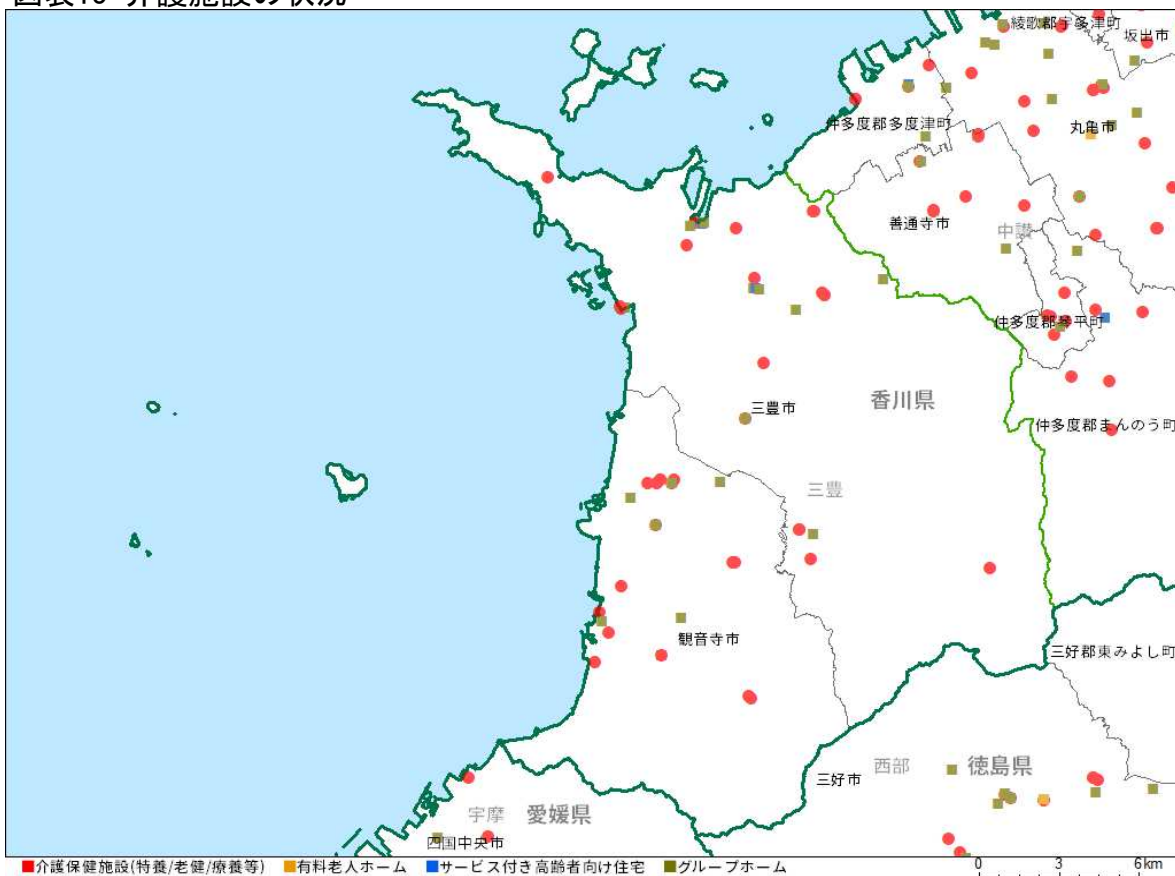 図表16 介護施設の状況
綾歌郡宇多津町
坂出市
仲多度郡多度津町
丸亀市
善通寺市
中讃
仲多度郡琴平町
香川県
三豊市
仲多度郡まんのう町
三豊
観音寺市
三好郡東みよし町
西部
徳島県
三好市
宇摩
愛媛県
四国中央市
■介護保健施設(特養/老健/療養等) ■有料老人ホーム ■サービス付き高齢者向け住宅 ■グループホーム
0 3 6km